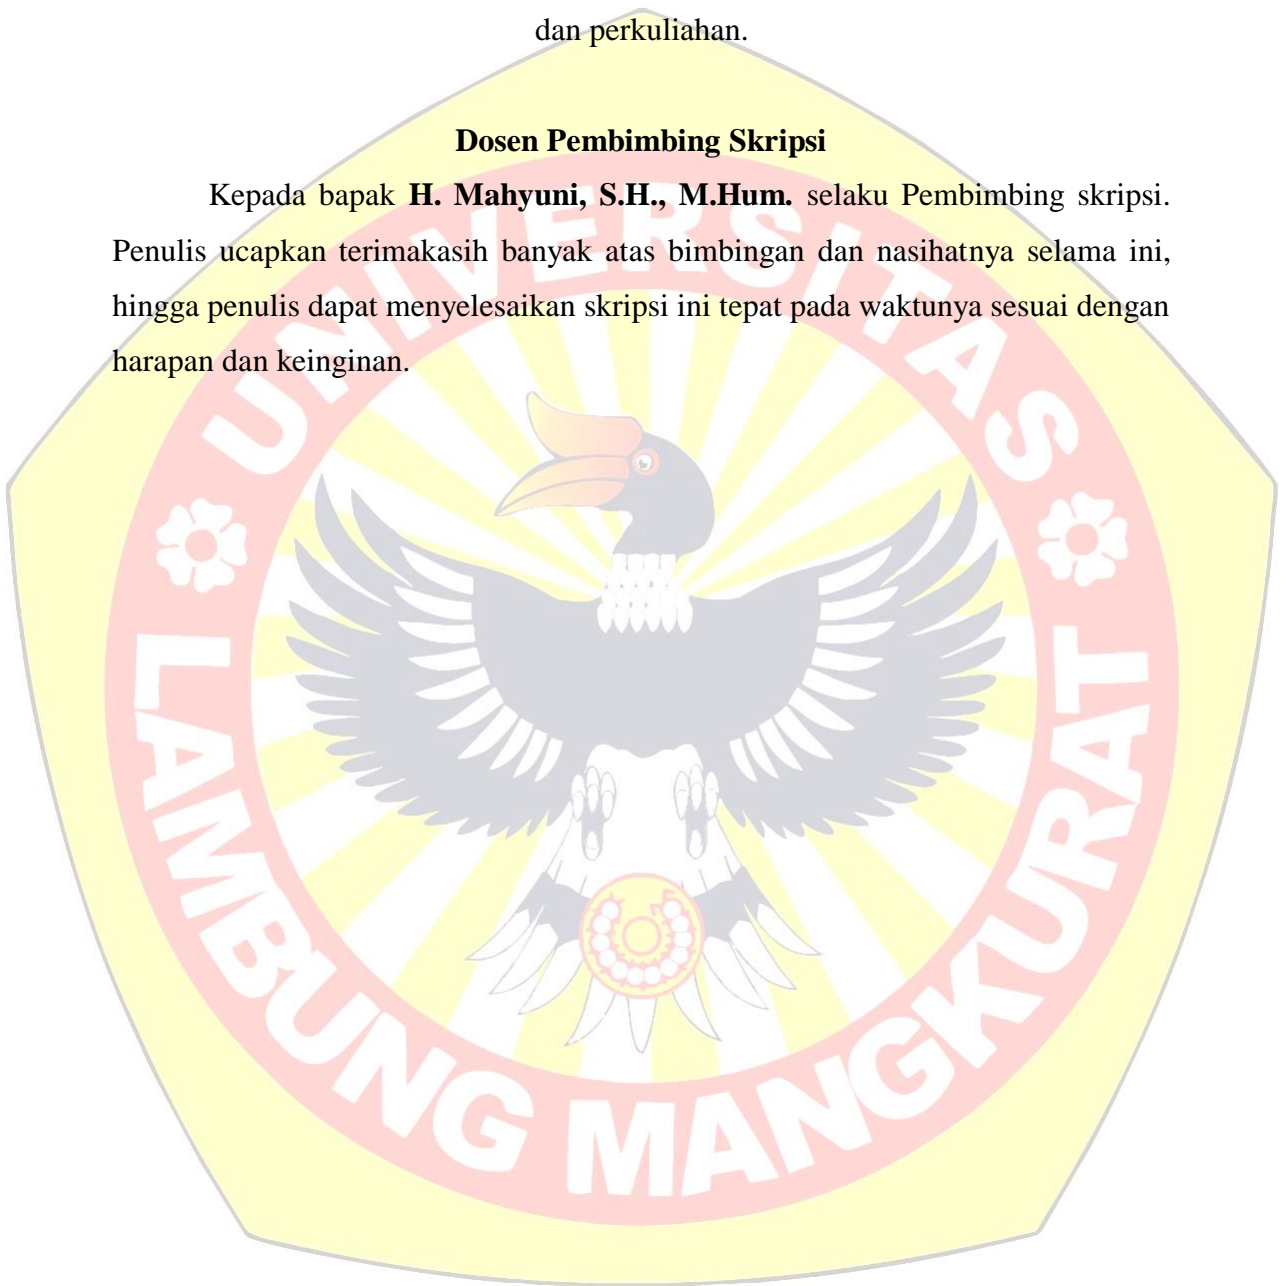 dan perkuliahan.
Dosen Pembimbing Skripsi
Kepada bapak H. Mahyuni, S.H., M.Hum. selaku Pembimbing skripsi.
Penulis ucapkan terimakasih banyak atas bimbingan dan nasihatnya selama ini,
hingga penulis dapat menyelesaikan skripsi ini tepat pada waktunya sesuai dengan
harapan dan keinginan.
UNIVERSITAS
LAMBUNG MANGKURAT